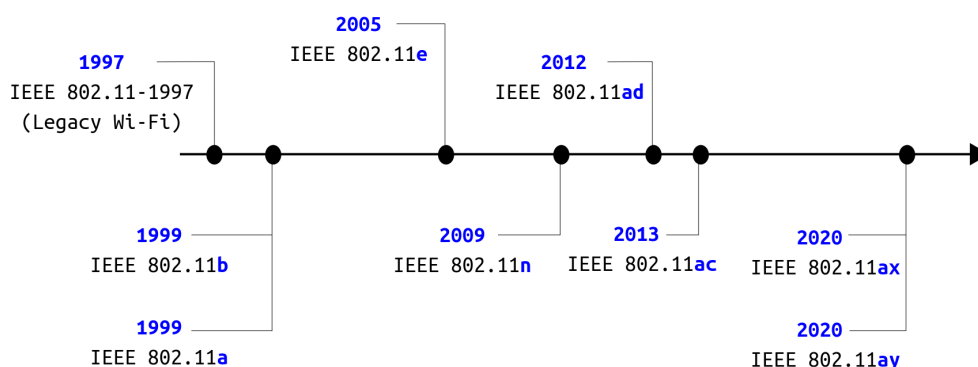 1997
IEEE 802.11-1997
(Legacy Wi-Fi)
1999
IEEE 802.11b
1999
IEEE 802.11a
2005
IEEE 802.11e
2009
IEEE 802.11n
2012
IEEE 802.11ad
2013
IEEE 802.11ac
2020
IEEE 802.11ax
2020
IEEE 802.11ay